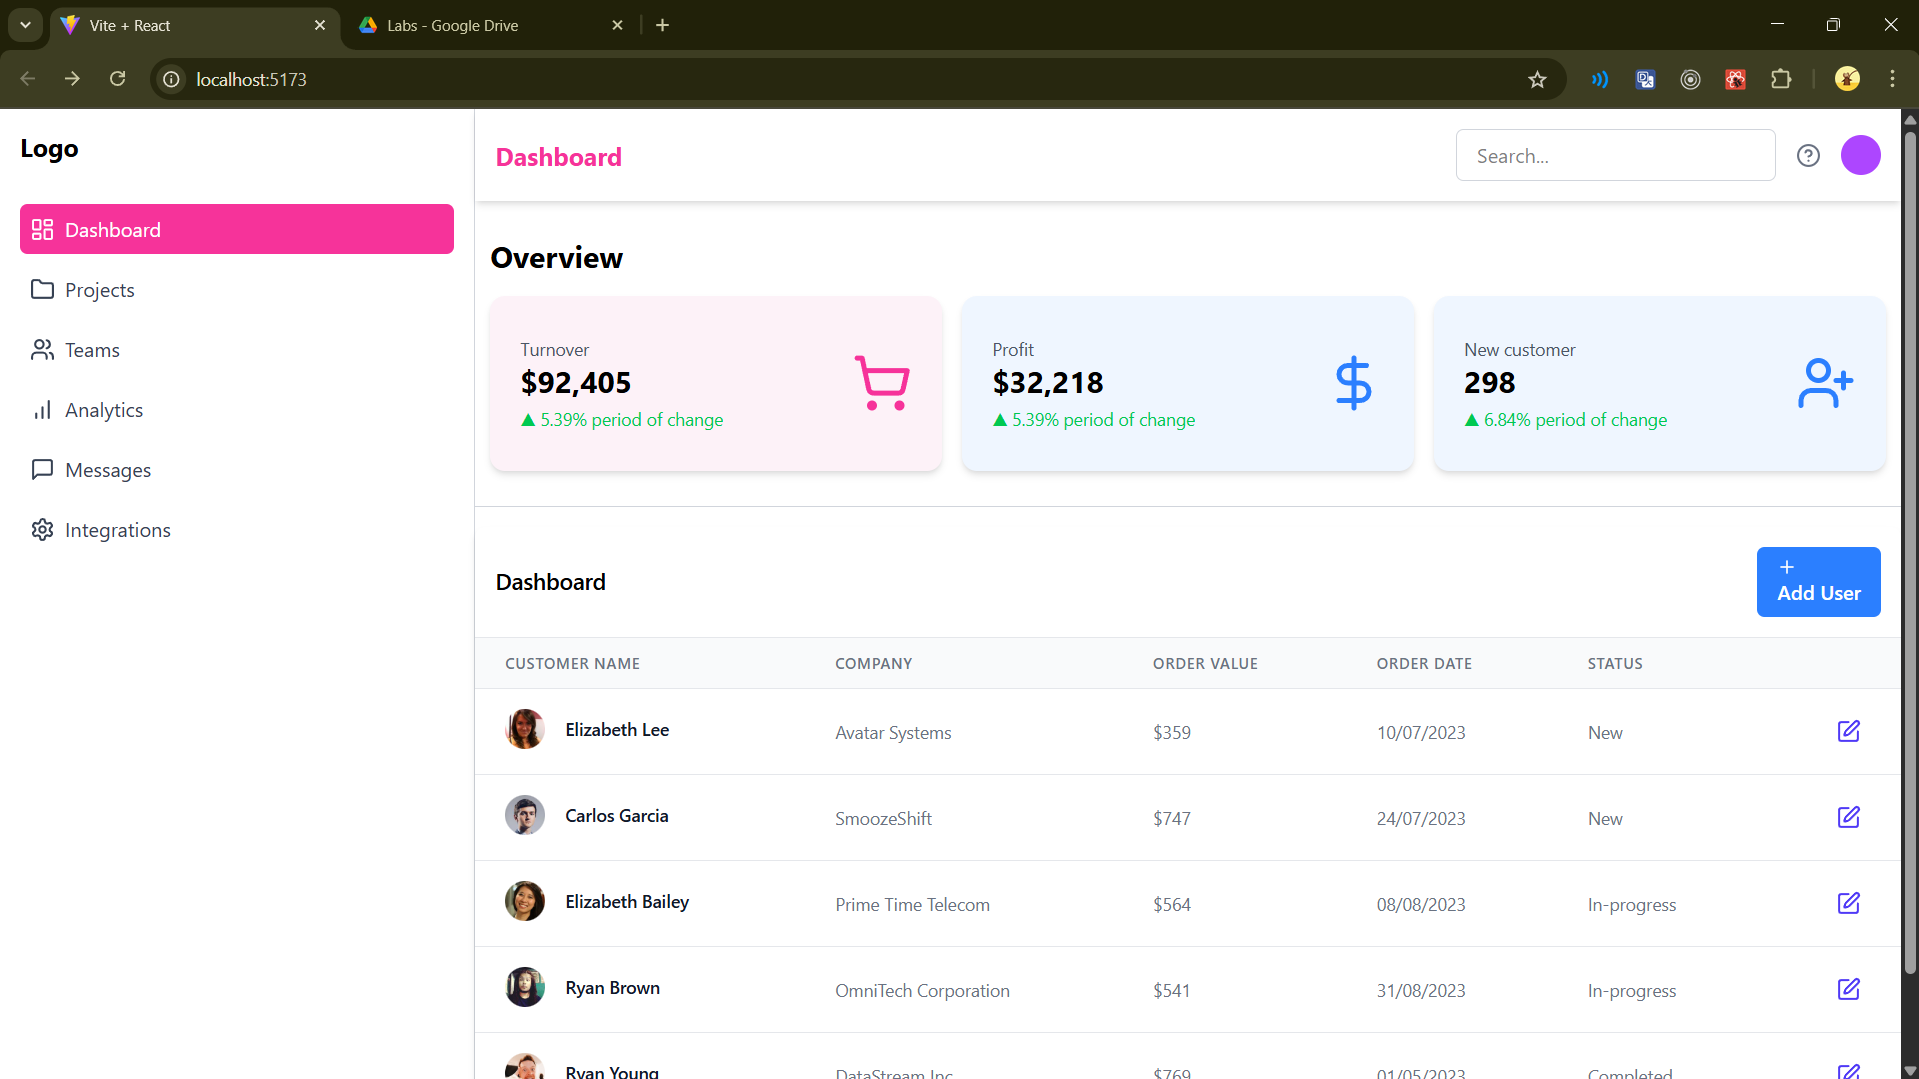 Vite + React
Labs - Google Drive
localhost:5173
Logo
Dashboard
Projects
Teams
Analytics
Messages
Integrations
Dashboard
Search...
Overview
Turnover
$92,405
▲ 5.39% period of change
Profit
$32,218
▲ 5.39% period of change
New customer
298
▲ 6.84% period of change
Dashboard
+
Add User
CUSTOMER NAME COMPANY ORDER VALUE ORDER DATE STATUS
Elizabeth Lee Avatar Systems $359 10/07/2023 New
Carlos Garcia SmoozeShift $747 24/07/2023 New
Elizabeth Bailey Prime Time Telecom $564 08/08/2023 In-progress
Ryan Brown OmniTech Corporation $541 31/08/2023 In-progress
Ryan Young DataStream Inc $769 01/05/2023 Completed